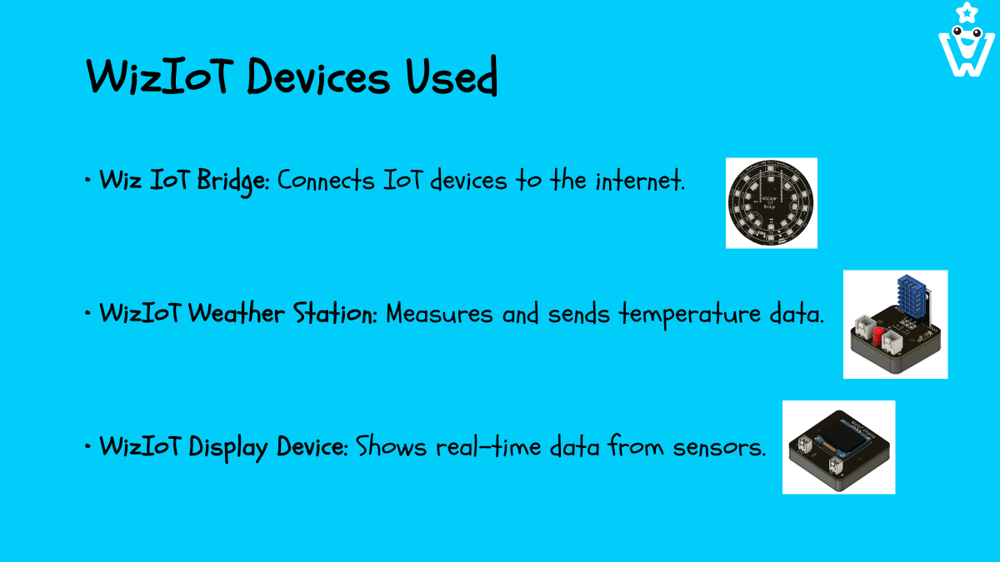 WizIoT Devices Used
• Wiz IoT Bridge: Connects IoT devices to the internet.
• WizIoT Weather Station: Measures and sends temperature data.
• WizIoT Display Device: Shows real-time data from sensors.